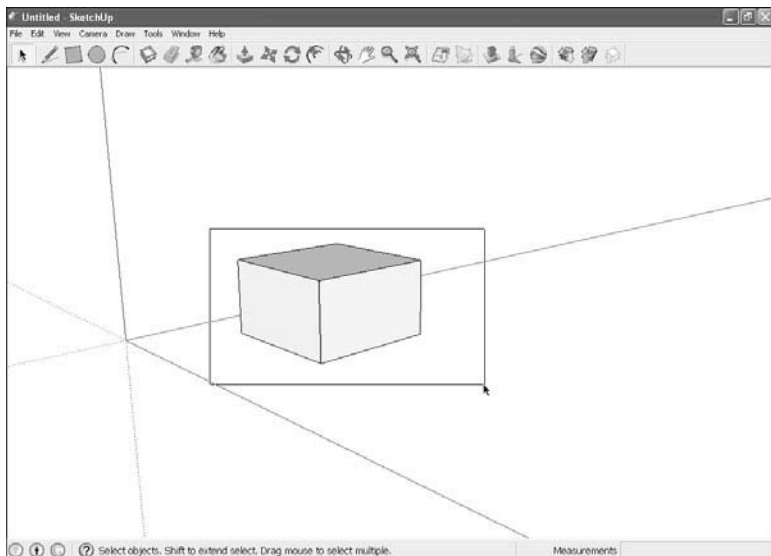 Untitled - SketchUp
File Edit View Camera Draw Tools Window Help
Select objects. Shift to extend select. Drag mouse to select multiple.
Measurements